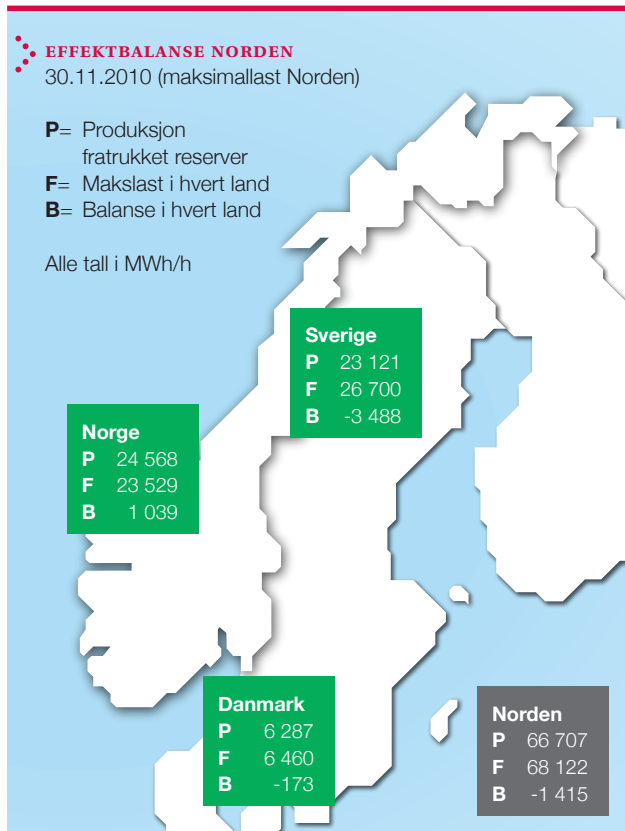 EFFEKTBALANSE NORDEN
30.11.2010 (maksimallast Norden)
P= Produksjon
fratrukket reserver
F= Makslast i hvert land
B= Balanse i hvert land
Alle tall i MWh/h
Sverige
P 23 121
F 26 700
B -3 488
Norge
P 24 568
F 23 529
B 1 039
Danmark
P 6 287
F 6 460
B -173
Norden
P 66 707
F 68 122
B -1 415